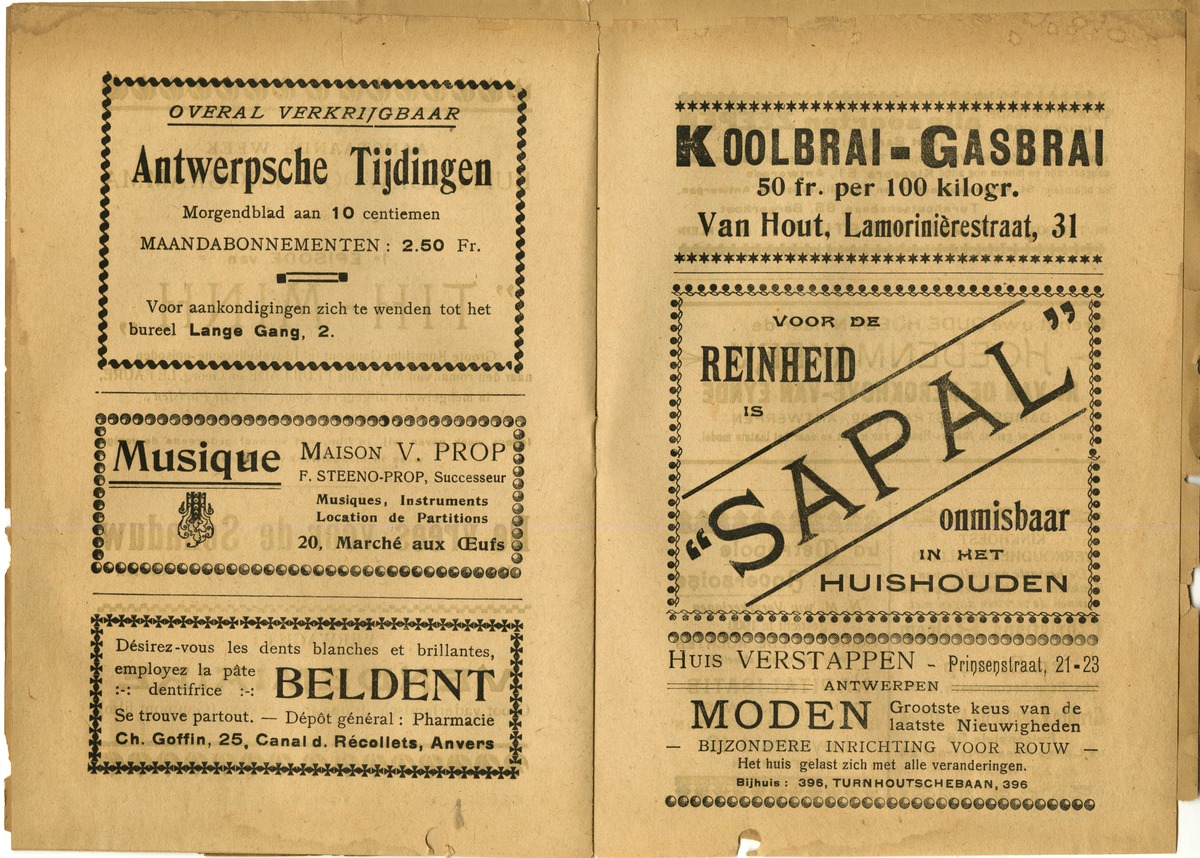 OVERAL VERKRIJGBAAR
Antwerpsche Tijdingen
Morgendblad aan 10 centiemen
MAANDABONNEMENTEN: 2.50 Fr.
Voor aankondigingen zich te wenden tot het
bureel Lange Gang, 2.
Musique
MAISON V. PROP
F. STEENO-PROP, Successeur
Musiques, Instruments
Location de Partitions
20, Marché aux Œufs
Désirez-vous les dents blanches et brillantes,
employez la pâte
:-: dentifrice :-: BELDENT
Se trouve partout. — Dépôt général : Pharmacie
Ch. Goffin, 25, Canal d. Récollets, Anvers
KOOLBRAI - GASBRAI
50 fr. per 100 kilogr.
Van Hout, Lamorinièrestraat, 31
VOOR DE
REINHEID
IS
“SAPAL”
onmisbaar
IN HET
HUISHOUDEN
HUIS VERSTAPPEN - Prinsenstraat, 21-23
ANTWERPEN
MODEN Grootste keus van de
laatste Nieuwigheden
— BIJZONDERE INRICHTING VOOR ROUW —
Het huis gelast zich met alle veranderingen.
Bijhuis : 396, TURNHOUTSCHEBAAN, 396